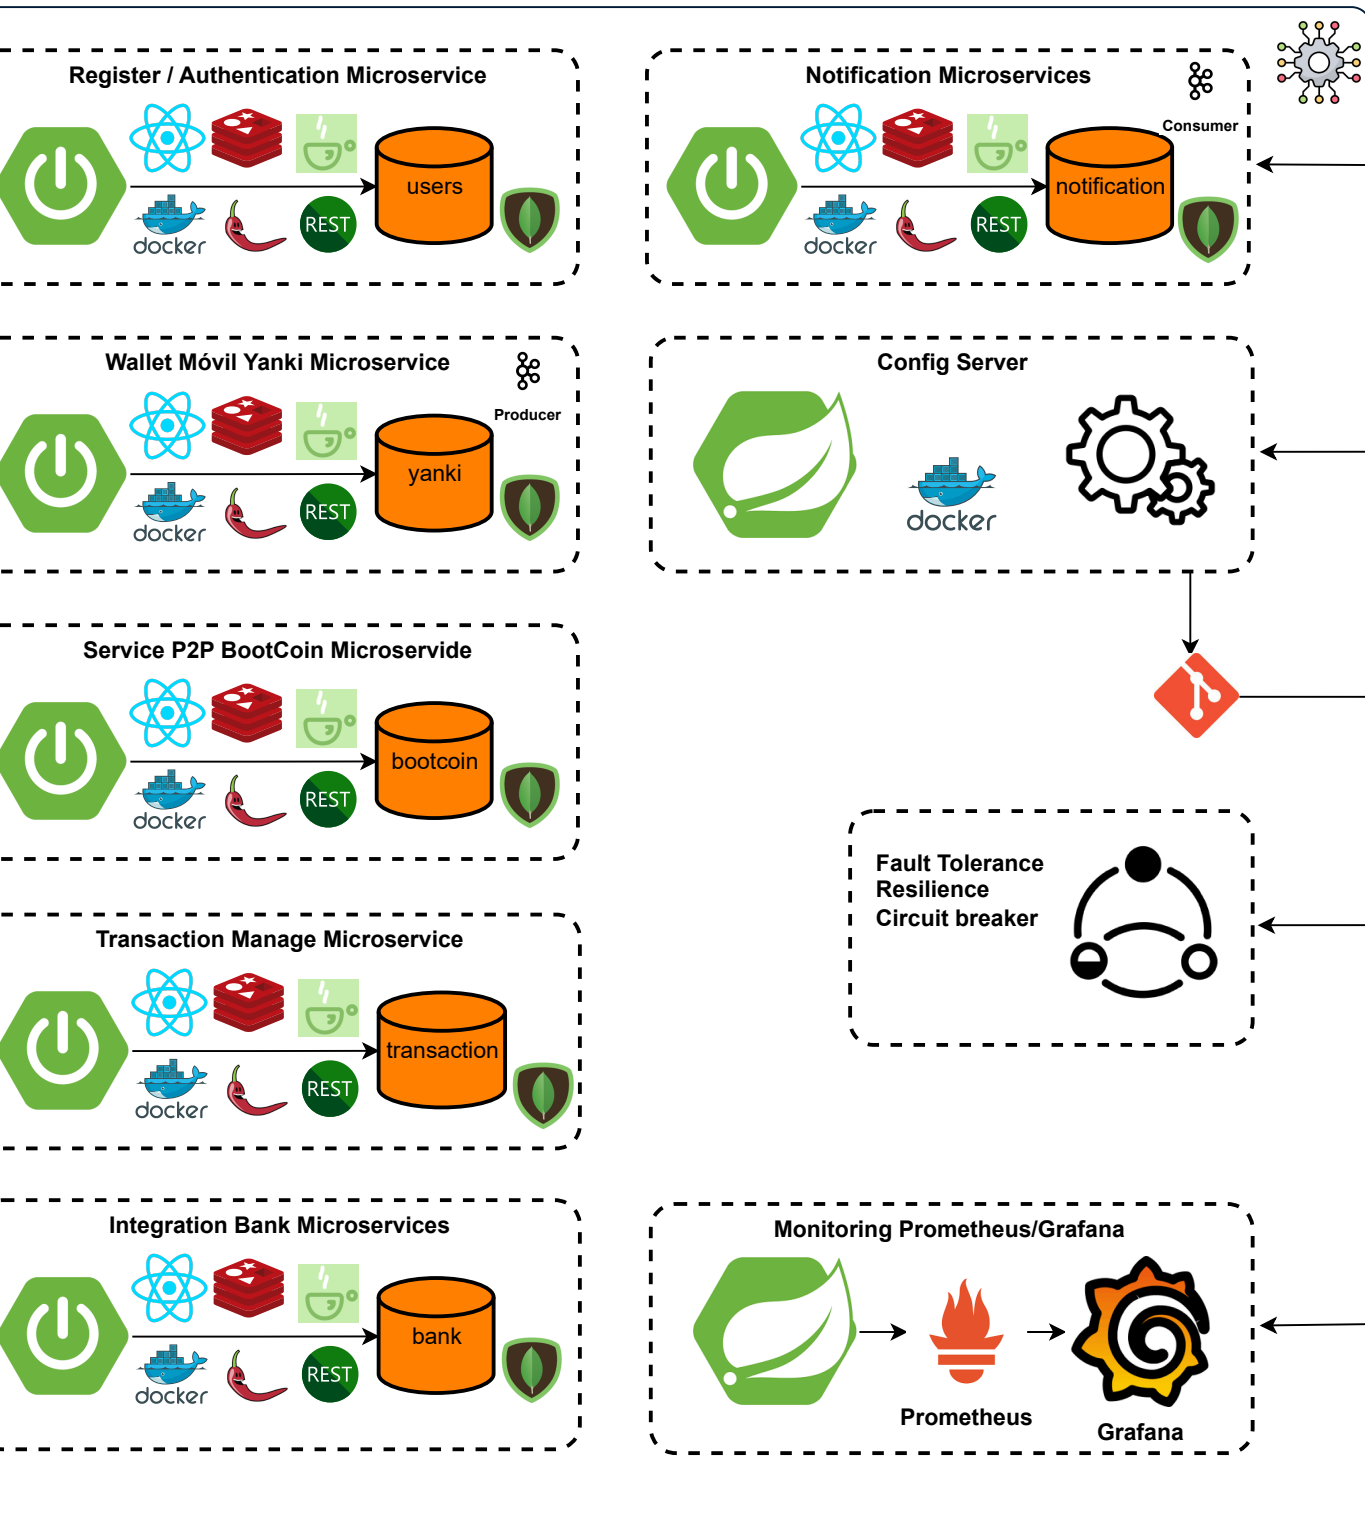 Register / Authentication Microservice
users
docker
REST
Notification Microservices
Consumer
notification
docker
REST
Wallet Móvil Yanki Microservice
Producer
yanki
docker
REST
Config Server
docker
Service P2P BootCoin Microservide
bootcoin
docker
REST
Fault Tolerance
Resilience
Circuit breaker
Transaction Manage Microservice
transaction
docker
REST
Integration Bank Microservices
bank
docker
REST
Monitoring Prometheus/Grafana
Prometheus
Grafana